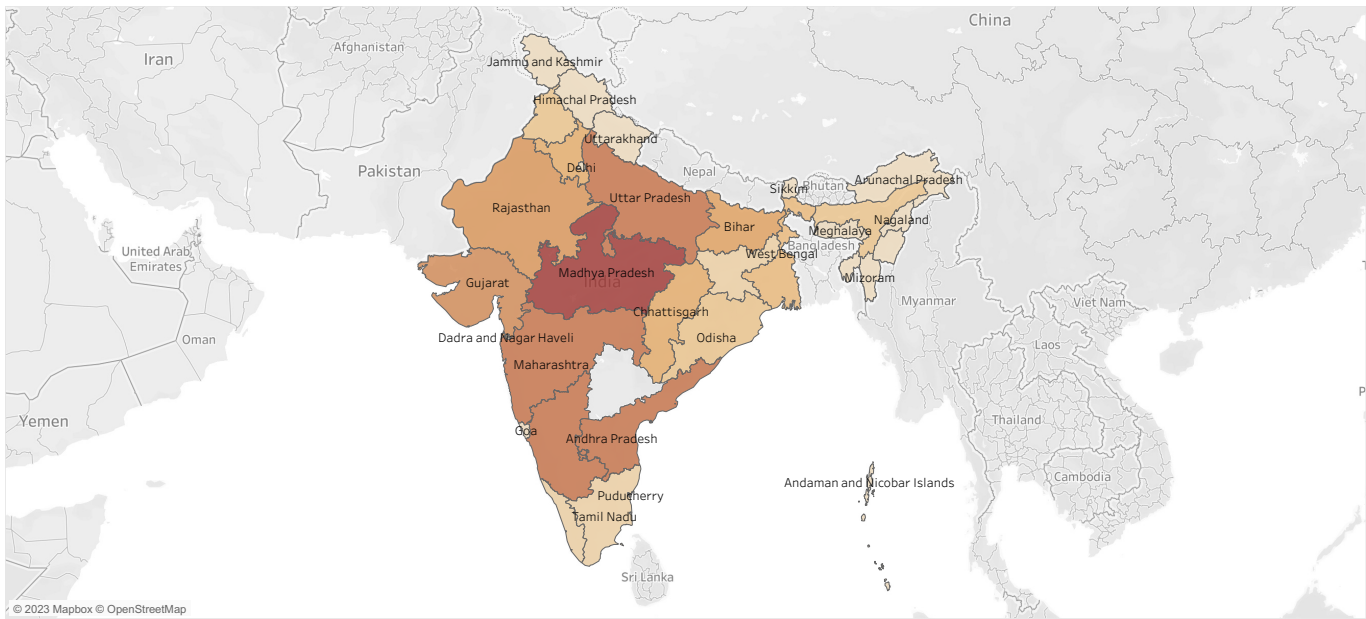 China
Afghanistan
Iran
Jammu and Kashmir
Himachal Pradesh
Uttarakhand
Pakistan
Delhi
Nepal
Sikkim
Bhutan
Arunachal Pradesh
Uttar Pradesh
Rajasthan
Bihar
Nagaland
Meghalaya
Bangladesh
West Bengal
United Arab
Emirates
Madhya Pradesh
India
Mizoram
Gujarat
Myanmar
Viet Nam
Chhattisgarh
Oman
Dadra and Nagar Haveli
Odisha
Laos
Maharashtra
P
Yemen
Thailand
Goa
Andhra Pradesh
Cambodia
Andaman and Nicobar Islands
Puducherry
Tamil Nadu
Sri Lanka
© 2023 Mapbox © OpenStreetMap